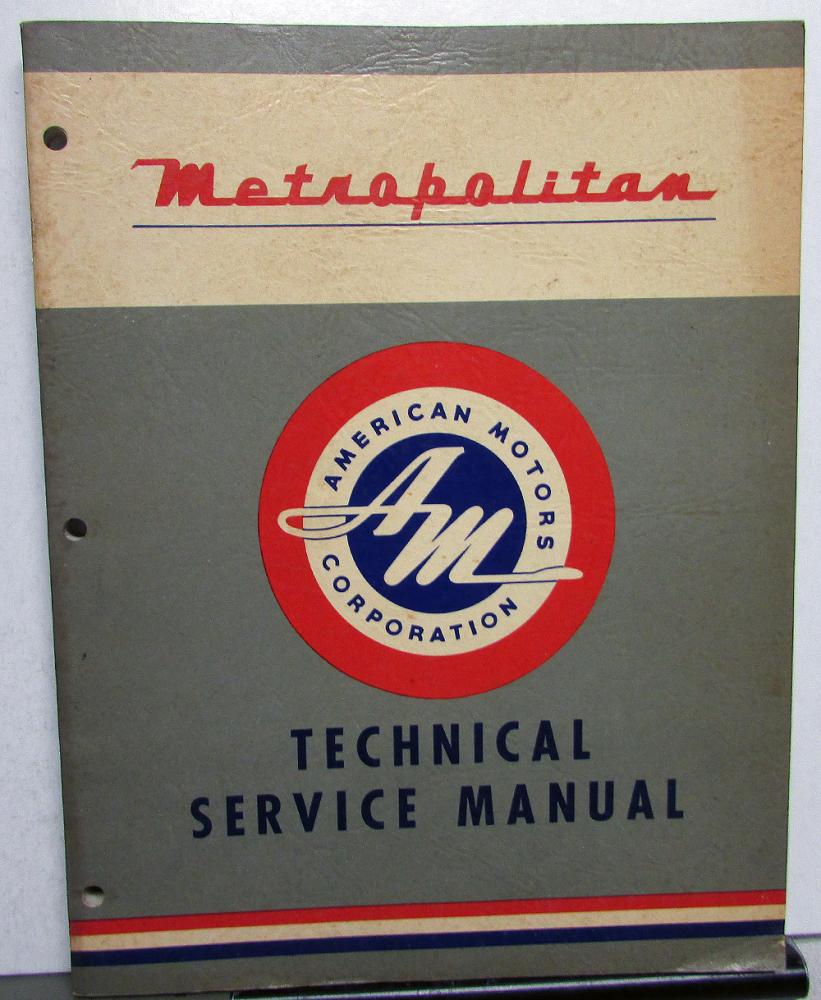 Metropolitan
AMERICAN MOTORS
AM
CORPORATION
TECHNICAL
SERVICE MANUAL